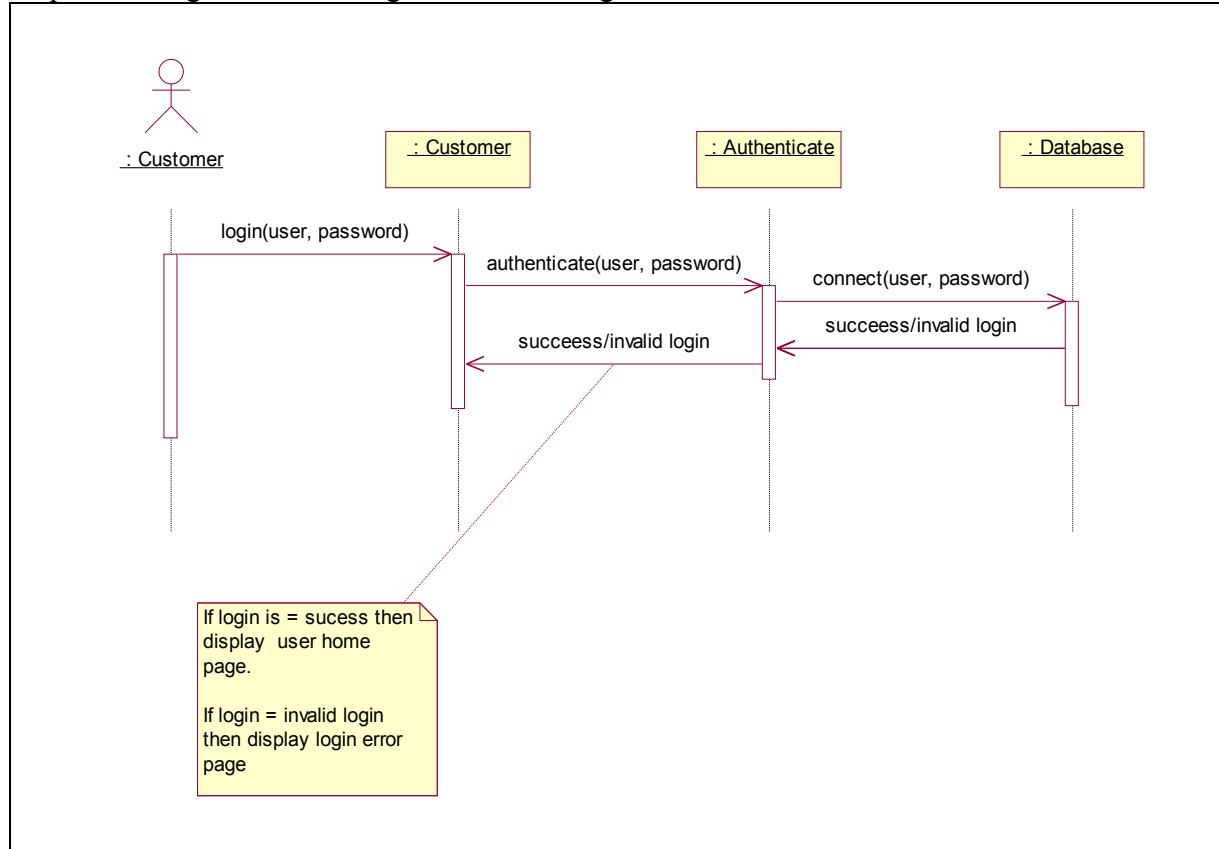 : Customer
: Customer
: Authenticate
: Database
login(user, password)
authenticate(user, password)
connect(user, password)
succeess/invalid login
succeess/invalid login
If login is = sucess then
display user home
page.
If login = invalid login
then display login error
page